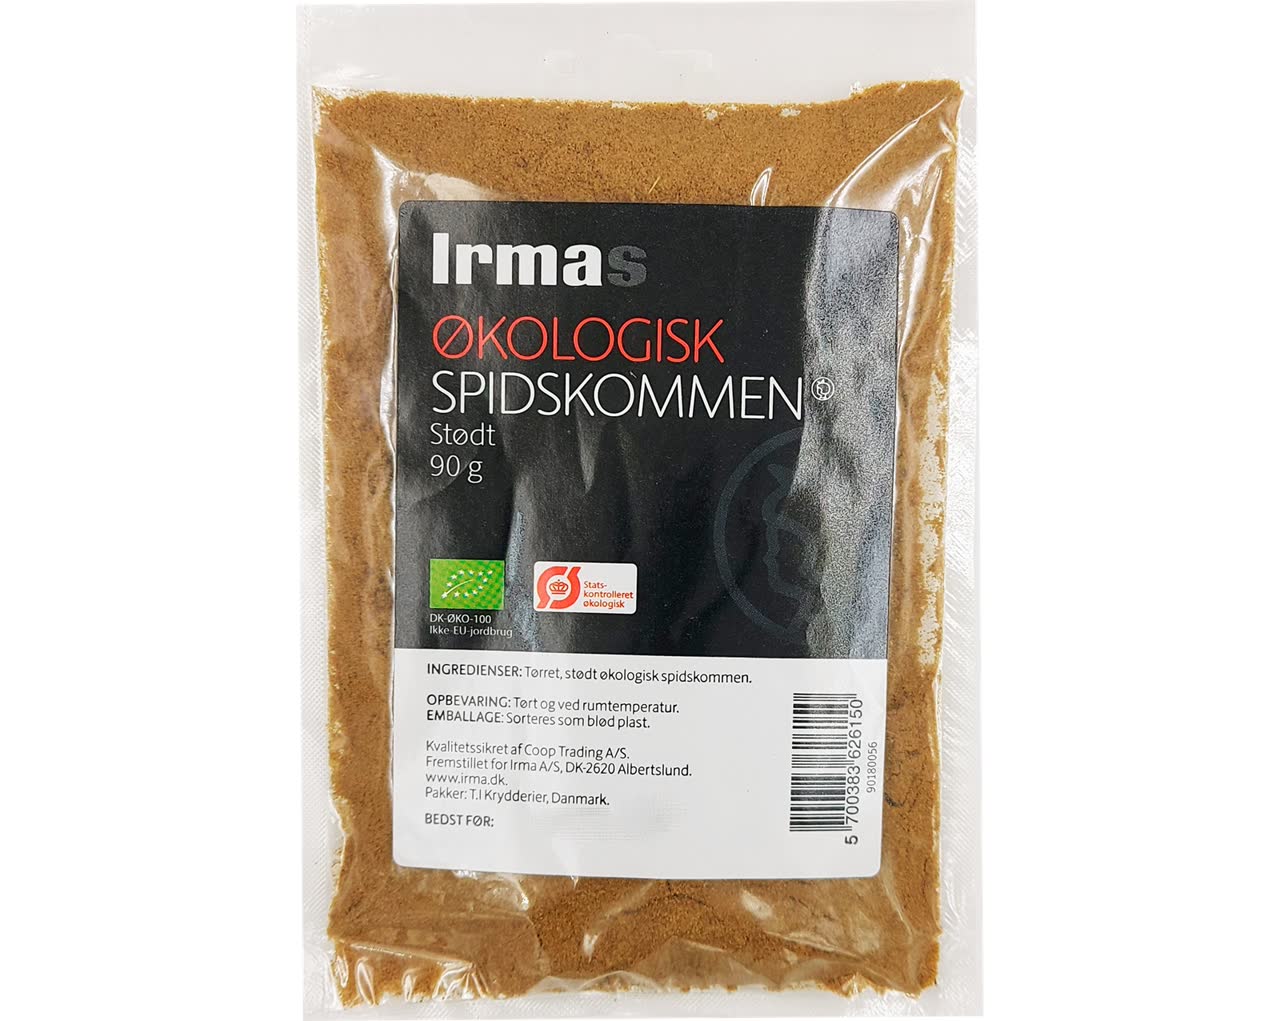 Irmas
ØKOLOGISK
SPIDSKOMMEN
Stødt
90 g
DK-ØKO-100
Ikke-EU-jordbrug
Stats-
kontrolleret
økologisk
INGREDIENSER: Tørret, stødt økologisk spidskommen.
OPBEVARING: Tørt og ved rumtemperatur.
EMBALLAGE: Sorteres som blød plast.
Kvalitetssikret af Coop Trading A/S.
Fremstillet for Irma A/S, DK-2620 Albertslund.
www.irma.dk.
Pakker: T.I Krydderier, Danmark.
BEDST FØR:
5 700383 626150
90180056